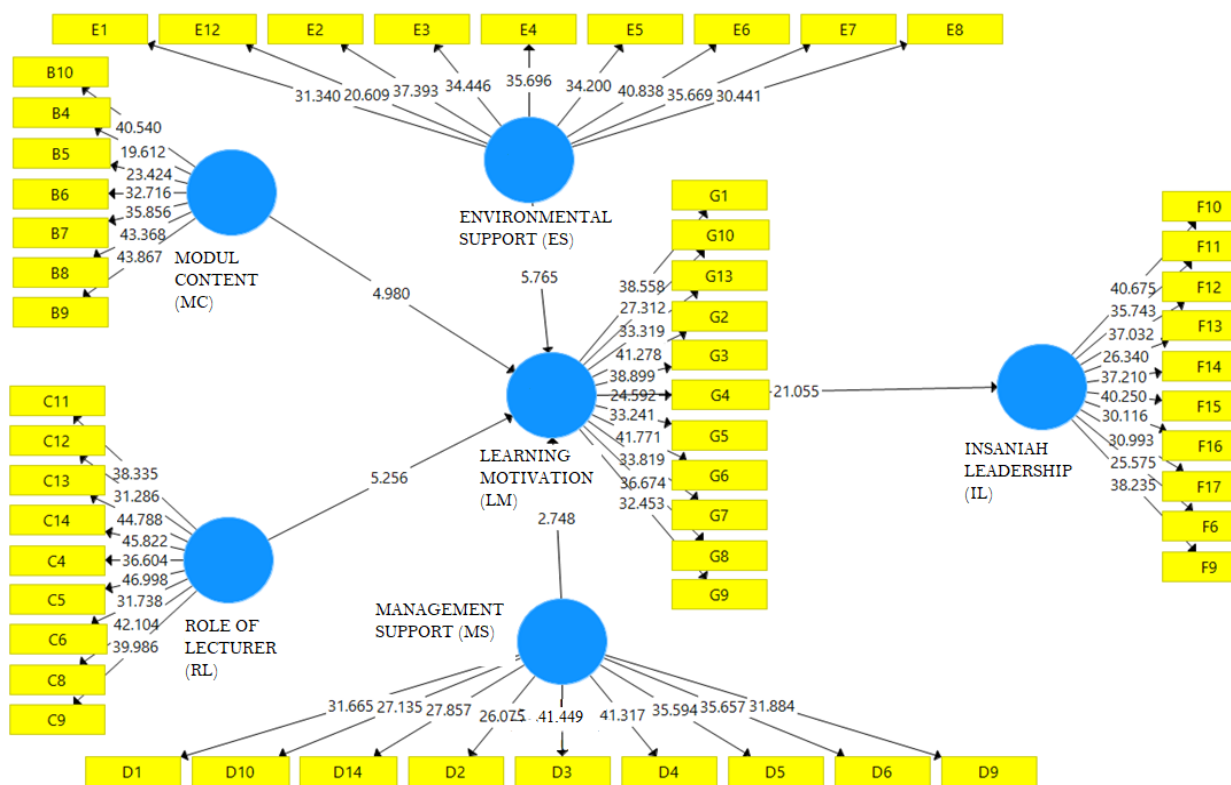 E1
E12
E2
E3
E4
E5
E6
E7
E8
31.340
20.609
37.393
34.446
35.696
34.200
40.838
35.669
30.441
ENVIRONMENTAL
SUPPORT (ES)
B10
B4
B5
B6
B7
B8
B9
40.540
19.612
23.424
32.716
35.856
43.368
43.867
MODUL
CONTENT
(MC)
4.980
5.765
C11
C12
C13
C14
C4
C5
C6
C8
C9
38.335
31.286
44.788
45.822
36.604
46.998
31.738
42.104
39.986
ROLE OF
LECTURER
(RL)
5.256
LEARNING
MOTIVATION
(LM)
38.558
27.312
33.319
41.278
38.899
24.592
33.241
41.771
33.819
36.674
32.453
G1
G10
G13
G2
G3
G4
G5
G6
G7
G8
G9
21.055
INSANIAH
LEADERSHIP
(IL)
40.675
35.743
37.032
26.340
37.210
40.250
30.116
30.993
25.575
38.235
F10
F11
F12
F13
F14
F15
F16
F17
F6
F9
2.748
MANAGEMENT
SUPPORT (MS)
31.665
27.135
27.857
26.075
41.449
41.317
35.594
35.657
31.884
D1
D10
D14
D2
D3
D4
D5
D6
D9